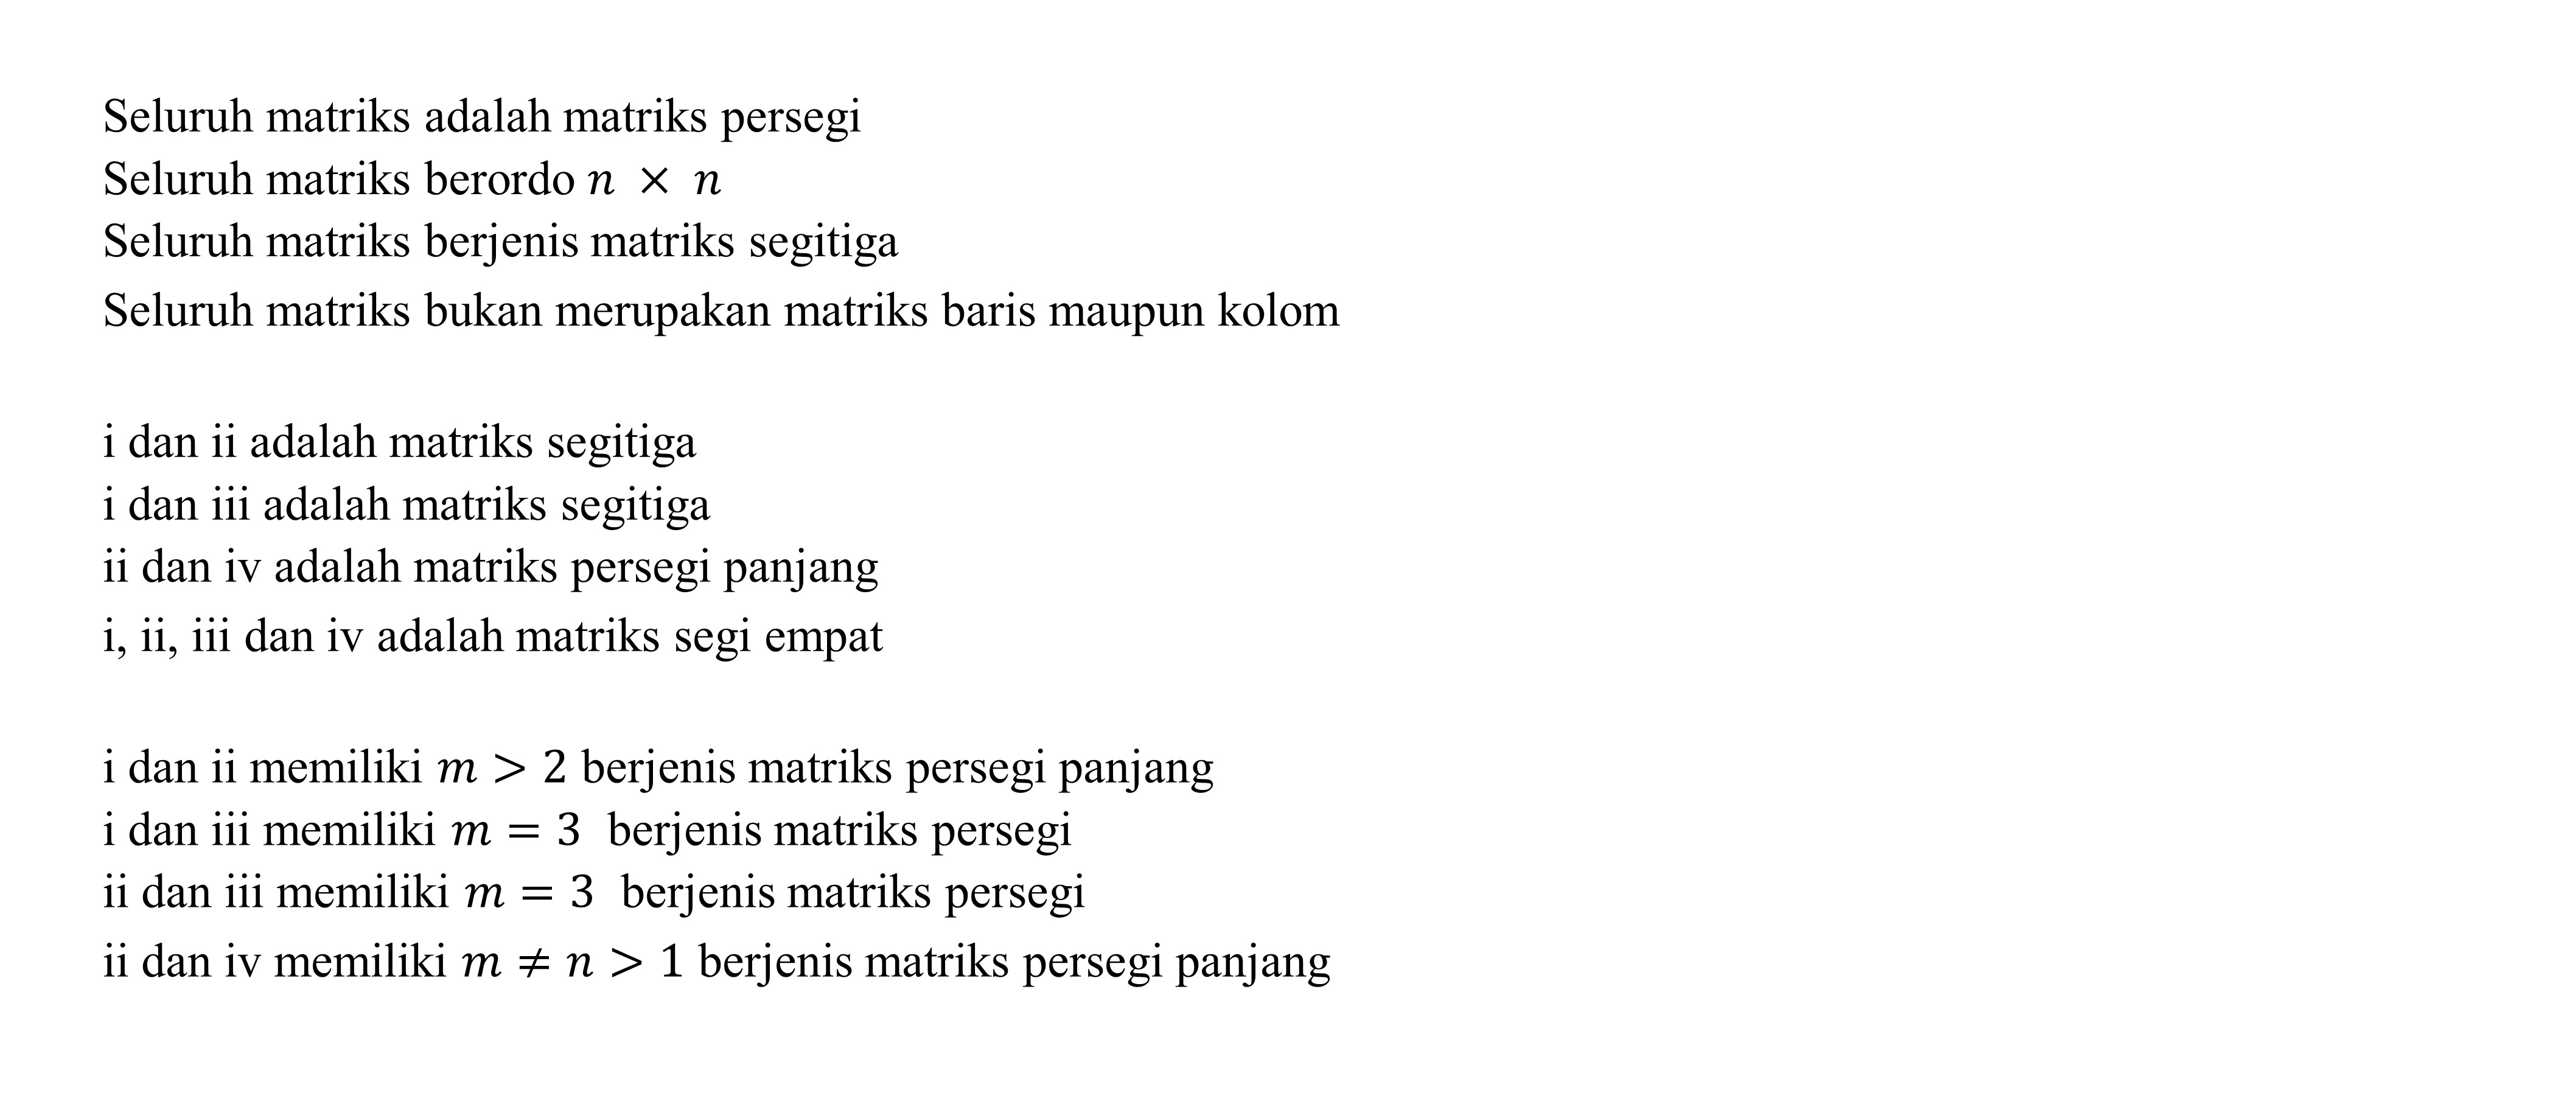 Seluruh matriks adalah matriks persegi
Seluruh matriks berordo n × n
Seluruh matriks berjenis matriks segitiga
Seluruh matriks bukan merupakan matriks baris maupun kolom
i dan ii adalah matriks segitiga
i dan iii adalah matriks segitiga
ii dan iv adalah matriks persegi panjang
i, ii, iii dan iv adalah matriks segi empat
i dan ii memiliki m > 2 berjenis matriks persegi panjang
i dan iii memiliki m = 3 berjenis matriks persegi
ii dan iii memiliki m = 3 berjenis matriks persegi
ii dan iv memiliki m ≠ n > 1 berjenis matriks persegi panjang